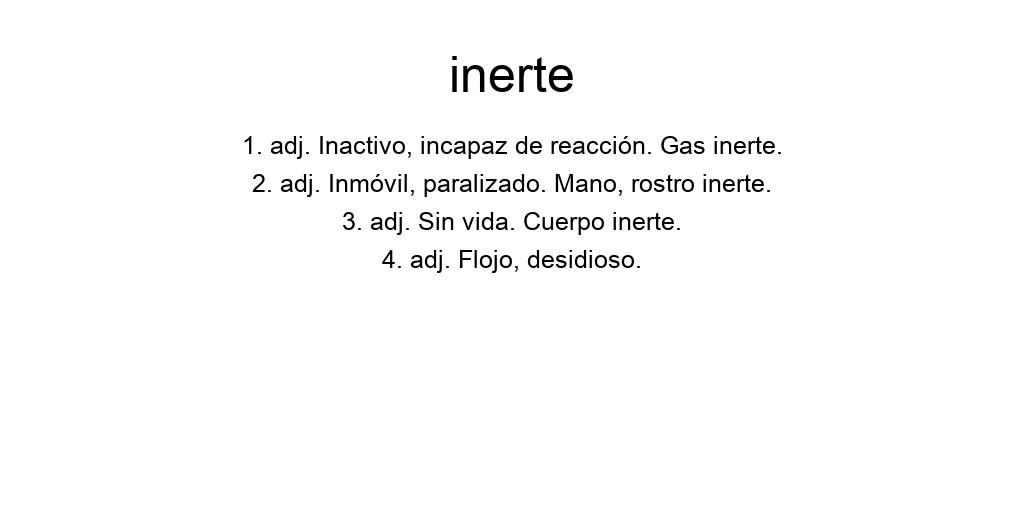 inerte
1. adj. Inactivo, incapaz de reacción. Gas inerte.
2. adj. Inmóvil, paralizado. Mano, rostro inerte.
3. adj. Sin vida. Cuerpo inerte.
4. adj. Flojo, desidioso.